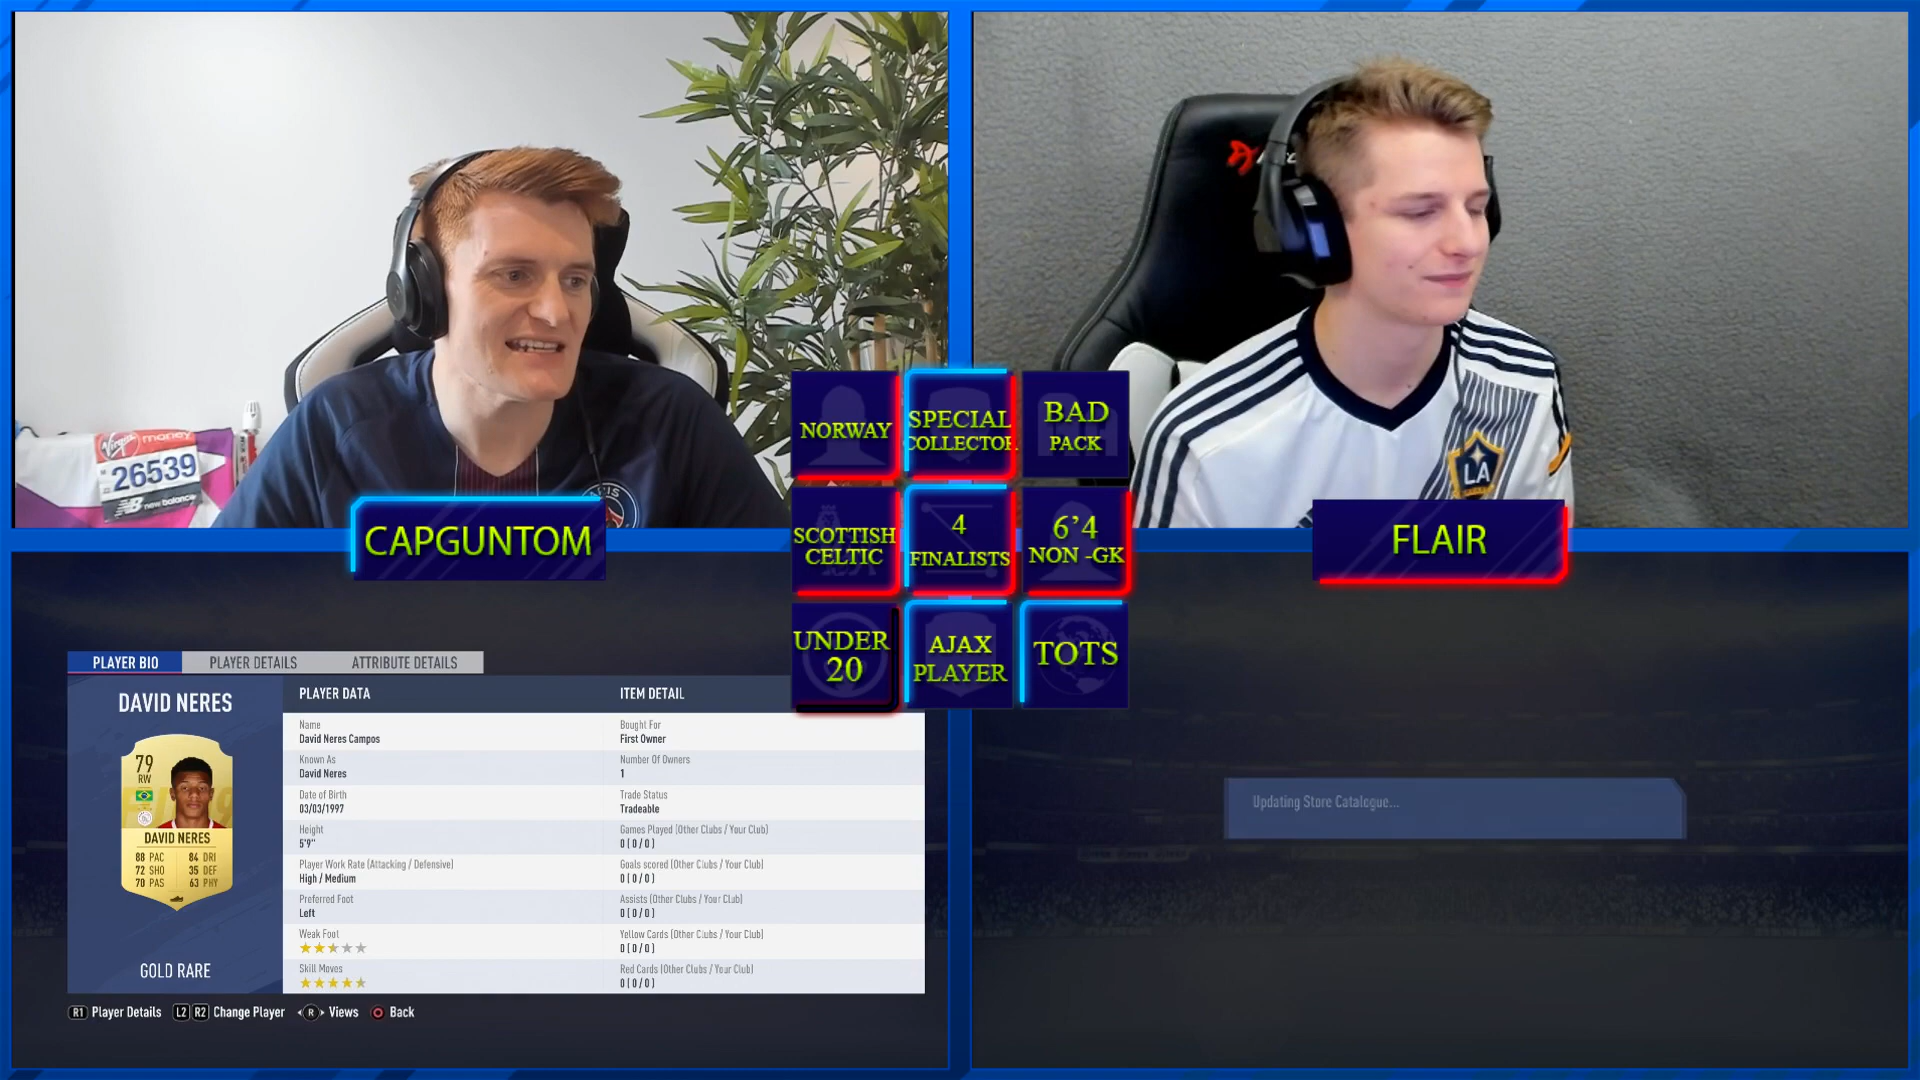 Virgin money
26539
new balance
PARIS
LA
NORWAY
SPECIAL
COLLECTOR
BAD
PACK
SCOTTISH
CELTIC
4
FINALISTS
6'4
NON -GK
UNDER
20
AJAX
PLAYER
TOTS
CAPGUNTOM
FLAIR
PLAYER BIO
PLAYER DETAILS
ATTRIBUTE DETAILS
DAVID NERES
79
RW
DAVID NERES
88 PAC
84 DRI
72 SHO
35 DEF
70 PAS
63 PHY
GOLD RARE
PLAYER DATA
ITEM DETAIL
Name
David Neres Campos
Bought For
First Owner
Known As
David Neres
Number Of Owners
1
Date of Birth
03/03/1997
Trade Status
Tradeable
Height
5'9"
Games Played (Other Clubs / Your Club)
0 ( 0 / 0 )
Player Work Rate (Attacking / Defensive)
High / Medium
Goals scored (Other Clubs / Your Club)
0 ( 0 / 0 )
Preferred Foot
Left
Assists (Other Clubs / Your Club)
0 ( 0 / 0 )
Weak Foot
Yellow Cards (Other Clubs / Your Club)
0 ( 0 / 0 )
Skill Moves
Red Cards (Other Clubs / Your Club)
0 ( 0 / 0 )
R1 Player Details L2 R2 Change Player R Views Back
Updating Store Catalogue...